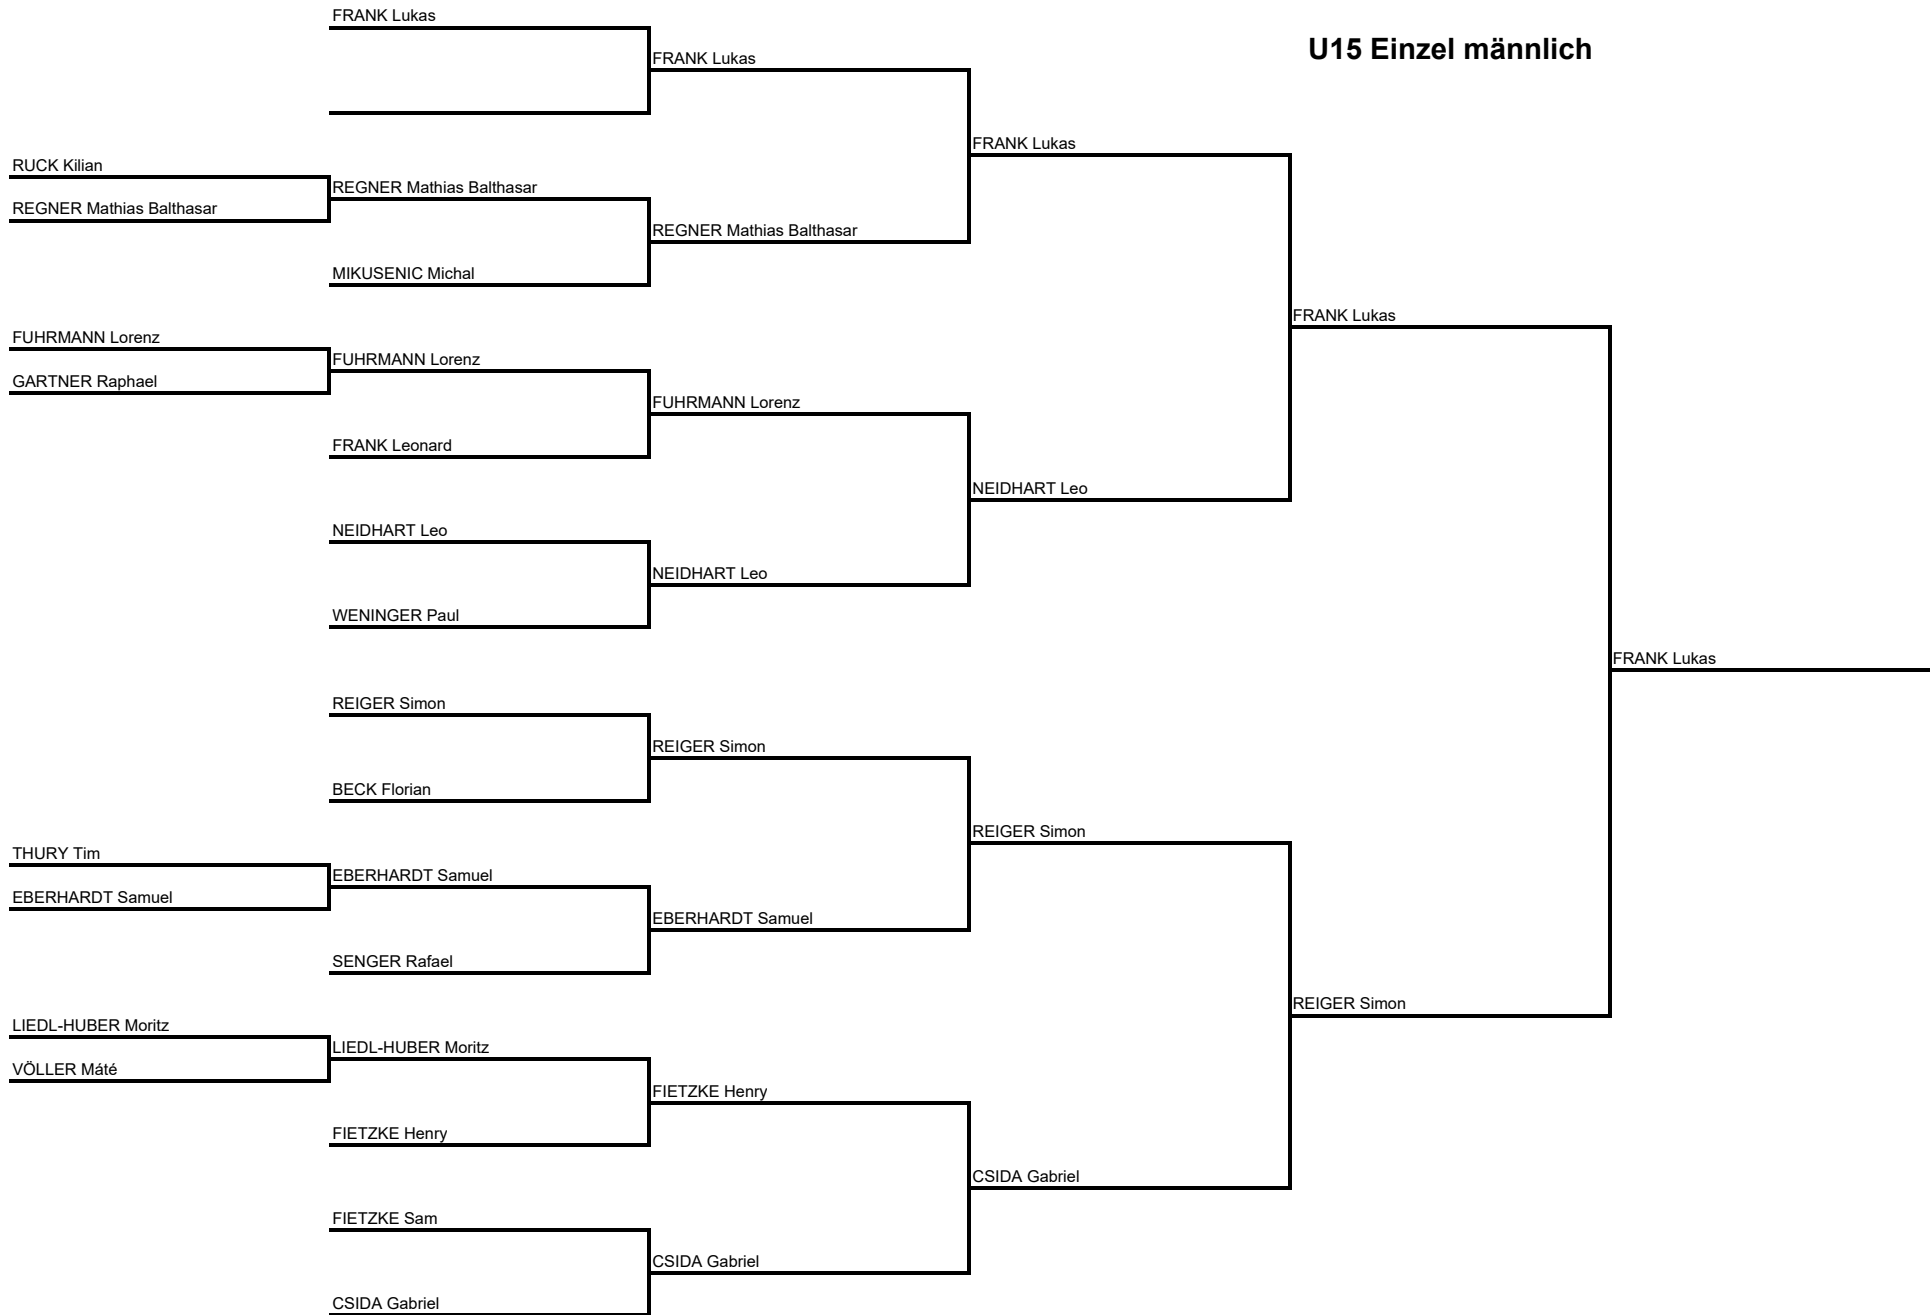 FRANK Lukas
U15 Einzel männlich
FRANK Lukas
FRANK Lukas
RUCK Kilian
REGNER Mathias Balthasar
REGNER Mathias Balthasar
REGNER Mathias Balthasar
MIKUSENIC Michal
FRANK Lukas
FUHRMANN Lorenz
FUHRMANN Lorenz
GARTNER Raphael
FUHRMANN Lorenz
FRANK Leonard
NEIDHART Leo
NEIDHART Leo
NEIDHART Leo
WENINGER Paul
FRANK Lukas
REIGER Simon
REIGER Simon
BECK Florian
REIGER Simon
THURY Tim
EBERHARDT Samuel
EBERHARDT Samuel
EBERHARDT Samuel
SENGER Rafael
REIGER Simon
LIEDL-HUBER Moritz
LIEDL-HUBER Moritz
VÖLLER Máté
FIETZKE Henry
FIETZKE Henry
CSIDA Gabriel
FIETZKE Sam
CSIDA Gabriel
CSIDA Gabriel